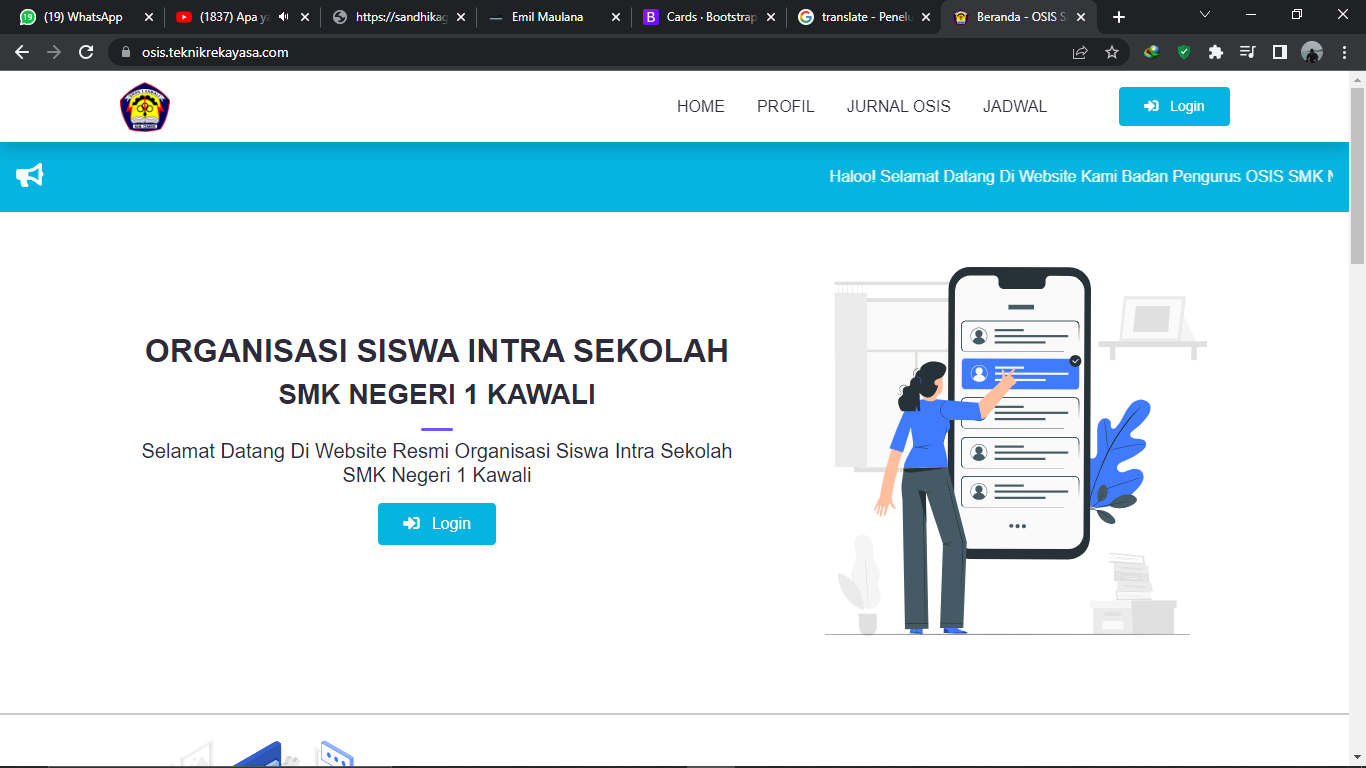 (19) WhatsApp
(1837) Apa ya
https://sandhikag
Emil Maulana
Cards · Bootstrap
translate - Penelu
Beranda - OSIS S
osis.teknikrekayasa.com
HOME
PROFIL
JURNAL OSIS
JADWAL
Login
Haloo! Selamat Datang Di Website Kami Badan Pengurus OSIS SMK N
ORGANISASI SISWA INTRA SEKOLAH
SMK NEGERI 1 KAWALI
Selamat Datang Di Website Resmi Organisasi Siswa Intra Sekolah
SMK Negeri 1 Kawali
Login